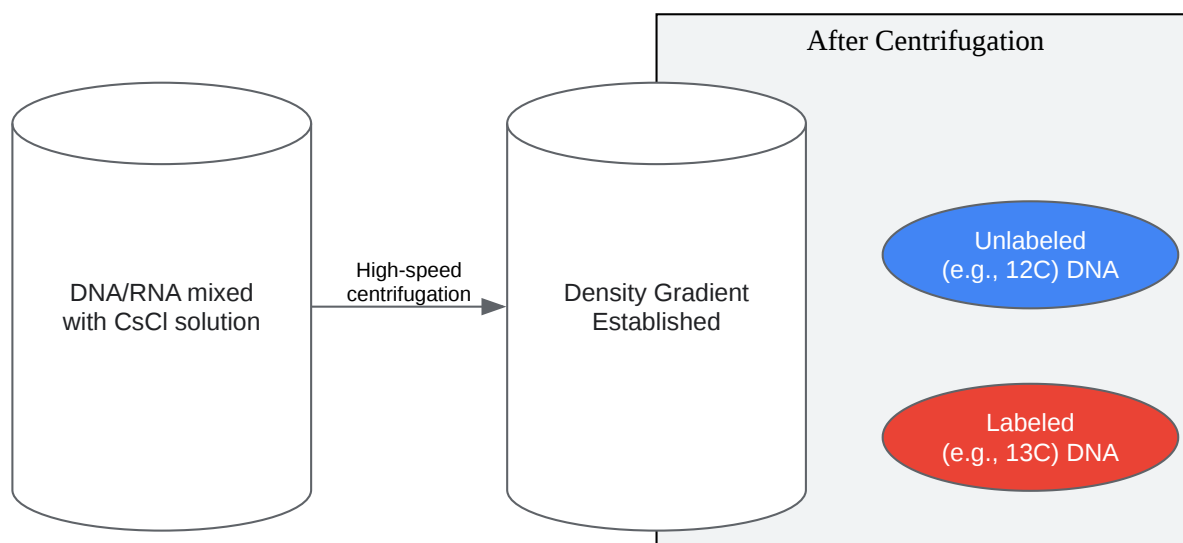 After Centrifugation
DNA/RNA mixed
with CsCl solution
High-speed
centrifugation
Density Gradient
Established
Unlabeled
(e.g., 12C) DNA
Labeled
(e.g., 13C) DNA